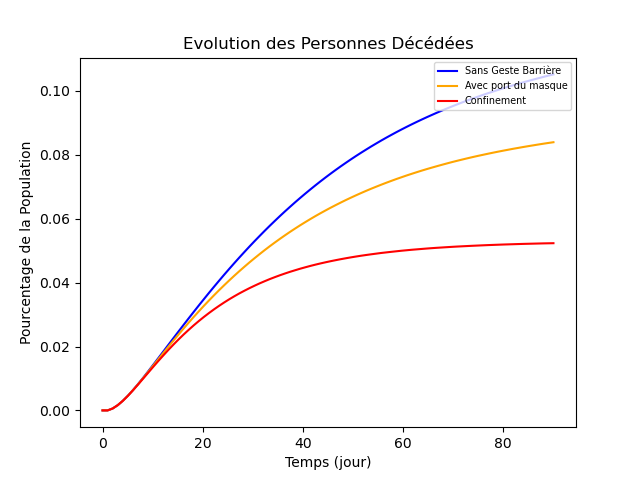 Evolution des Personnes Décédées
Sans Geste Barrière
Avec port du masque
Confinement
Pourcentage de la Population
0.10
0.08
0.06
0.04
0.02
0.00
0 20 40 60 80
Temps (jour)